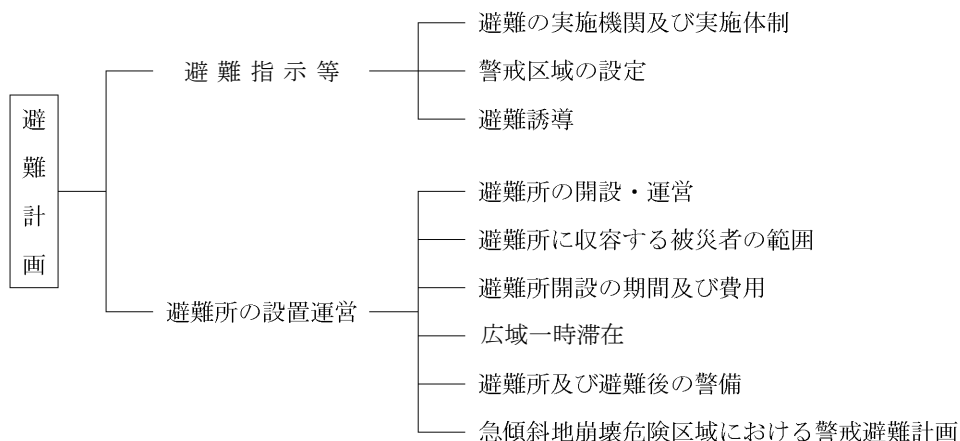 避難計画
避難指示等
避難の実施機関及び実施体制
警戒区域の設定
避難誘導
避難所の設置運営
避難所の開設・運営
避難所に収容する被災者の範囲
避難所開設の期間及び費用
広域一時滞在
避難所及び避難後の警備
急傾斜地崩壊危険区域における警戒避難計画